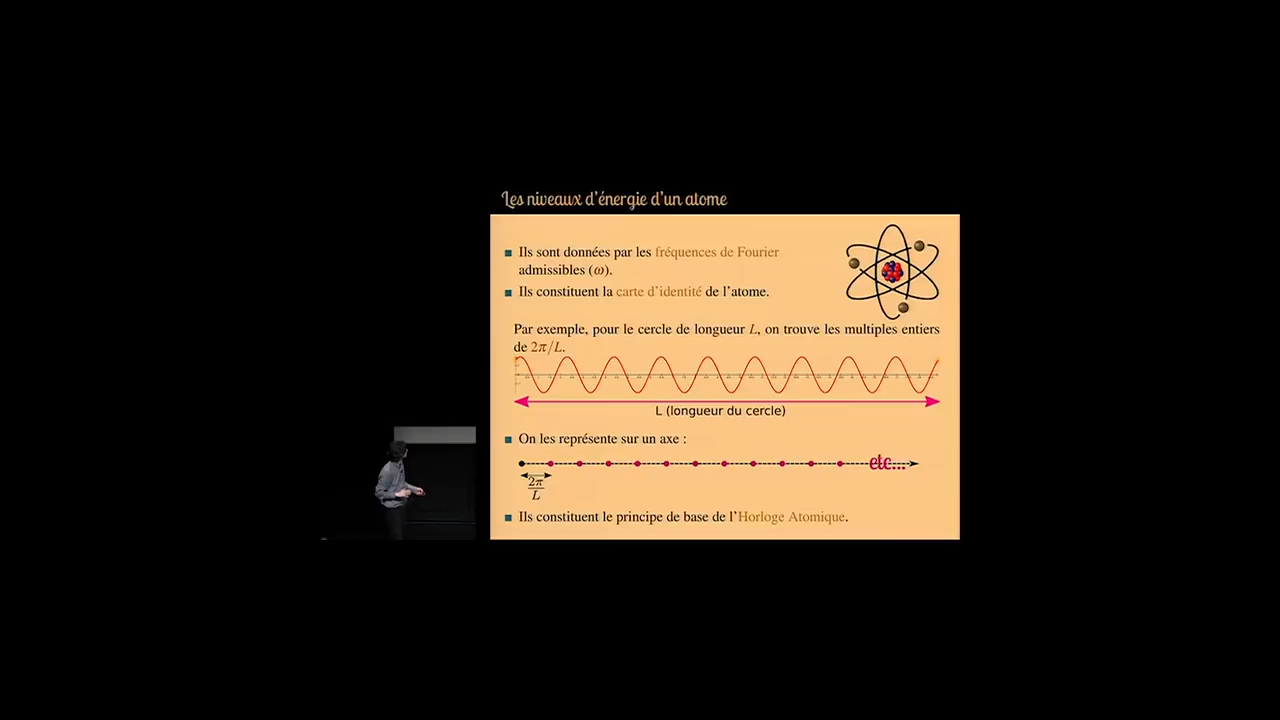 Les niveaux d'énergie d'un atome
Ils sont données par les fréquences de Fourier
admissibles (ω).
Ils constituent la carte d'identité de l'atome.
Par exemple, pour le cercle de longueur L, on trouve les multiples entiers
de 2π/L.
L (longueur du cercle)
On les représente sur un axe :
etc...
2π
L
Ils constituent le principe de base de l'Horloge Atomique.